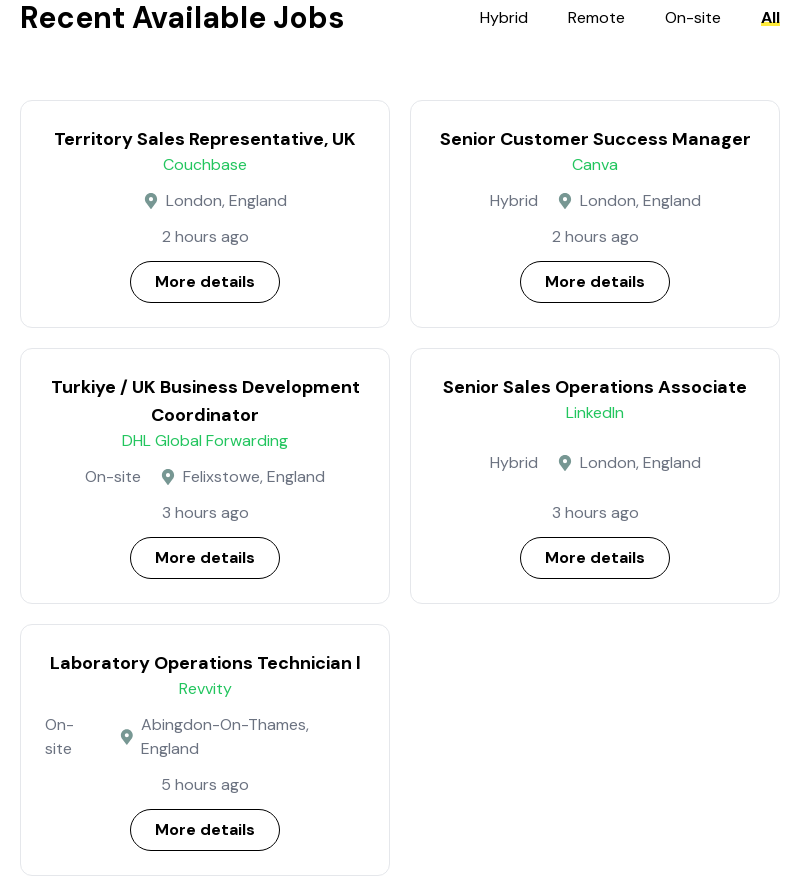 Recent Available Jobs
Hybrid Remote On-site All
Territory Sales Representative, UK
Couchbase
London, England
2 hours ago
More details
Senior Customer Success Manager
Canva
Hybrid London, England
2 hours ago
More details
Turkiye / UK Business Development
Coordinator
DHL Global Forwarding
On-site Felixstowe, England
3 hours ago
More details
Senior Sales Operations Associate
LinkedIn
Hybrid London, England
3 hours ago
More details
Laboratory Operations Technician l
Revvity
On-
site
Abingdon-On-Thames,
England
5 hours ago
More details